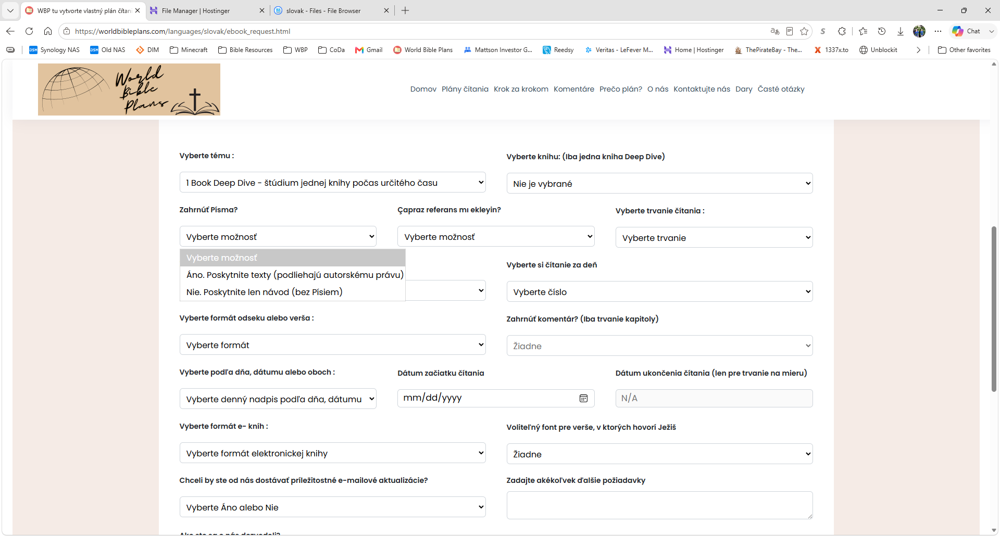 WBP tu vytvorte vlastný plán čítani
File Manager | Hostinger
slovak - Files - File Browser
https://worldbibleplans.com/languages/slovak/ebook_request.html
Chat
Synology NAS
Old NAS
DIM
Minecraft
Bible Resources
WBP
CoDa
Gmail
World Bible Plans
Mattson Investor G...
Reedsy
Veritas - LeFever M...
Home | Hostinger
ThePirateBay - The...
1337x.to
Unblockit
Other favorites
World
Bible
Plans
Domov Plány čítania Krok za krokom Komentáre Prečo plán? O nás Kontaktujte nás Dary Časté otázky
Vyberte tému :
Vyberte knihu: (Iba jedna kniha Deep Dive)
1 Book Deep Dive - štúdium jednej knihy počas určitého času
Nie je vybrané
Zahrnúť Písma?
Çapraz referans mı ekleyin?
Vyberte trvanie čítania :
Vyberte možnosť
Vyberte možnosť
Vyberte trvanie
Vyberte možnosť
Áno. Poskytnite texty (podliehajú autorskému právu)
Nie. Poskytnite len návod (bez Písiem)
Vyberte si čítanie za deň
Vyberte číslo
Vyberte formát odseku alebo verša :
Zahrnúť komentár? (Iba trvanie kapitoly)
Vyberte formát
Žiadne
Vyberte podľa dňa, dátumu alebo oboch :
Dátum začiatku čítania
Dátum ukončenia čítania (len pre trvanie na mieru)
Vyberte denný nadpis podľa dňa, dátumu
mm/dd/yyyy
N/A
Vyberte formát e- kníh :
Voliteľný font pre verše, v ktorých hovorí Ježiš
Vyberte formát elektronickej knihy
Žiadne
Chceli by ste od nás dostávať príležitostné e-mailové aktualizácie?
Zadajte akékoľvek ďalšie požiadavky
Vyberte Áno alebo Nie
Ako ste sa o nás dozvedeli?